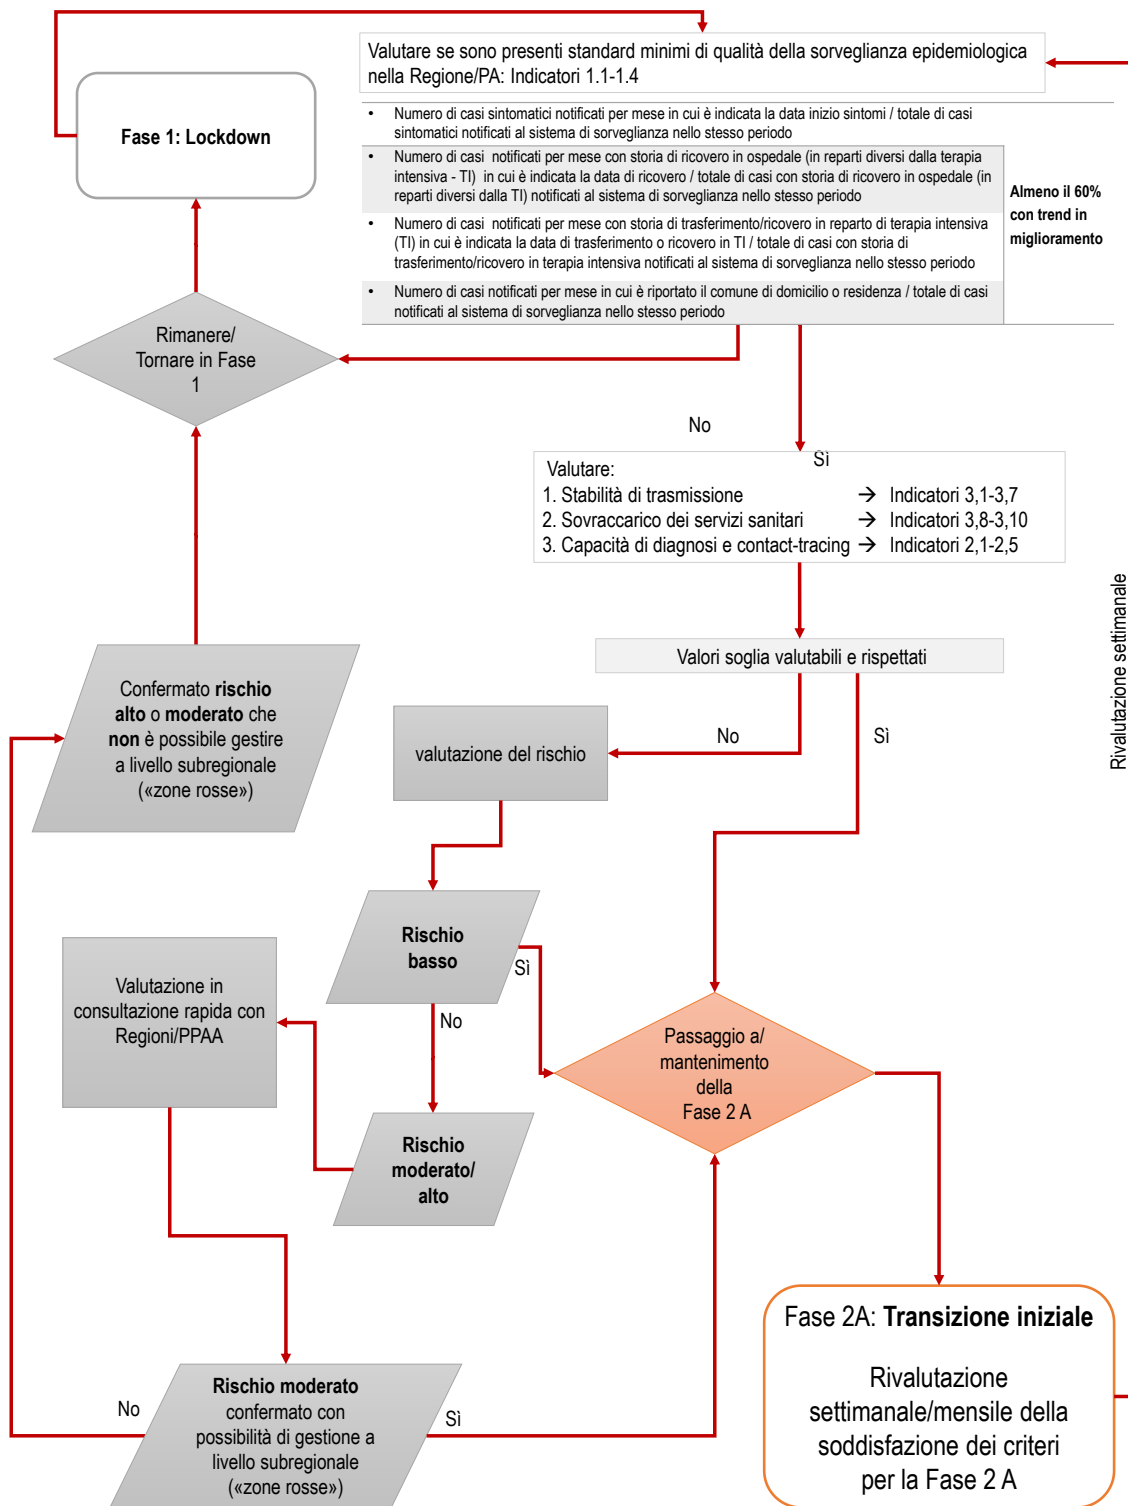 Valutare se sono presenti standard minimi di qualità della sorveglianza epidemiologica
nella Regione/PA: Indicatori 1.1-1.4
Fase 1: Lockdown
• Numero di casi sintomatici notificati per mese in cui è indicata la data inizio sintomi / totale di casi
sintomatici notificati al sistema di sorveglianza nello stesso periodo
• Numero di casi notificati per mese con storia di ricovero in ospedale (in reparti diversi dalla terapia
intensiva - TI) in cui è indicata la data di ricovero / totale di casi con storia di ricovero in ospedale (in
reparti diversi dalla TI) notificati al sistema di sorveglianza nello stesso periodo
• Numero di casi notificati per mese con storia di trasferimento/ricovero in reparto di terapia intensiva
(TI) in cui è indicata la data di trasferimento o ricovero in TI / totale di casi con storia di
trasferimento/ricovero in terapia intensiva notificati al sistema di sorveglianza nello stesso periodo
• Numero di casi notificati per mese in cui è riportato il comune di domicilio o residenza / totale di casi
notificati al sistema di sorveglianza nello stesso periodo
Almeno il 60%
con trend in
miglioramento
Rimanere/
Tornare in Fase
1
No
Sì
Valutare:
1. Stabilità di trasmissione → Indicatori 3,1-3,7
2. Sovraccarico dei servizi sanitari → Indicatori 3,8-3,10
3. Capacità di diagnosi e contact-tracing → Indicatori 2,1-2,5
Rivalutazione settimanale
Valori soglia valutabili e rispettati
Confermato rischio
alto o moderato che
non è possibile gestire
a livello subregionale
(«zone rosse»)
No
Sì
valutazione del rischio
Rischio
basso
Sì
No
Valutazione in
consultazione rapida con
Regioni/PPAA
Passaggio a/
mantenimento
della
Fase 2 A
Rischio
moderato/
alto
Fase 2A: Transizione iniziale
Rivalutazione
settimanale/mensile della
soddisfazione dei criteri
per la Fase 2 A
Rischio moderato
confermato con
possibilità di gestione a
livello subregionale
(«zone rosse»)
No
Sì